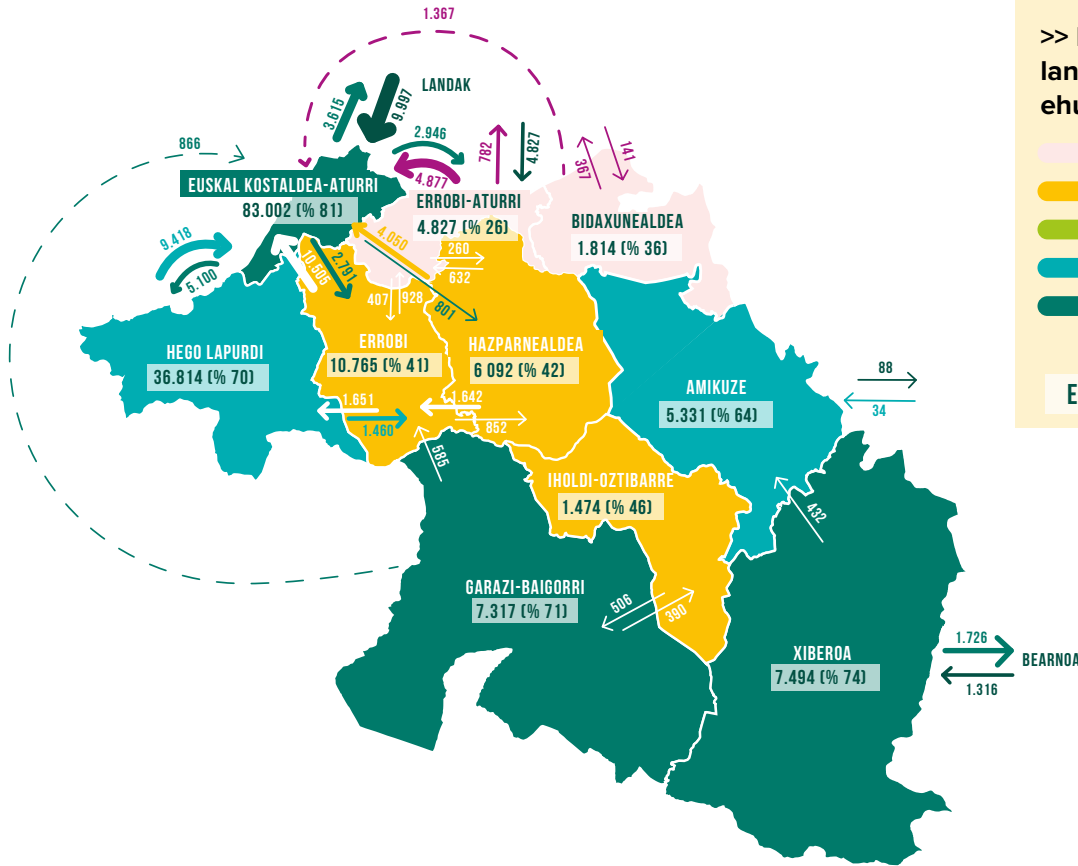 1.367
>>
LANDAK
3.615
9.997
2.946
4.877
782
4.827
367
141
866
EUSKAL KOSTALDEA-ATURRI
83.002 (% 81)
ERROBI-ATURRI
4.827 (% 26)
BIDAXUNEALDEA
1.814 (% 36)
9.418
5.100
10.505
2.791
4.050
260
632
801
407
928
HEGO LAPURDI
36.814 (% 70)
ERROBI
10.765 (% 41)
HAZPARNEALDEA
6 092 (% 42)
AMIKUZE
5.331 (% 64)
88
34
1.651
1.460
1.642
852
585
IHOLDI-OZTIBARRE
1.474 (% 46)
432
GARAZI-BAIGORRI
7.317 (% 71)
506
390
XIBEROA
7.494 (% 74)
1.726
BEARNOA
1.316